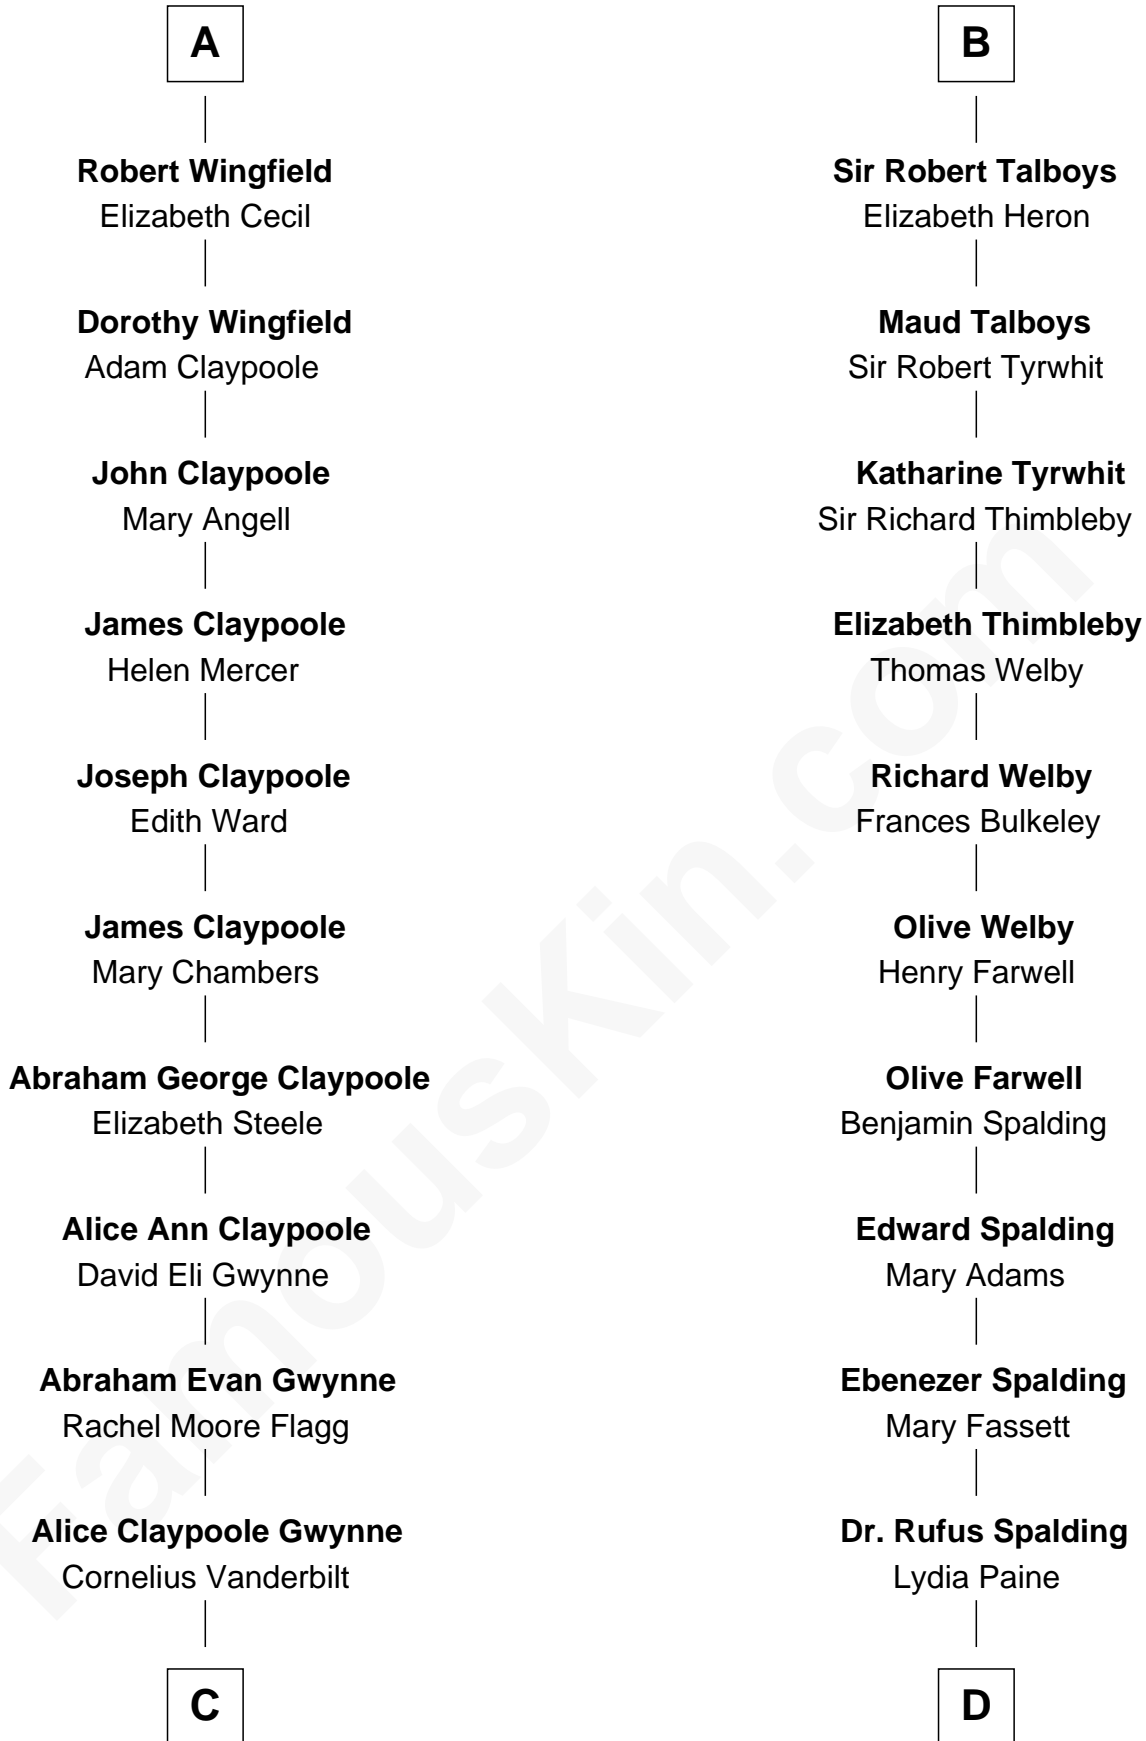 A
Robert Wingfield
Elizabeth Cecil
Dorothy Wingfield
Adam Claypoole
John Claypoole
Mary Angell
James Claypoole
Helen Mercer
Joseph Claypoole
Edith Ward
James Claypoole
Mary Chambers
Abraham George Claypoole
Elizabeth Steele
Alice Ann Claypoole
David Eli Gwynne
Abraham Evan Gwynne
Rachel Moore Flagg
Alice Claypoole Gwynne
Cornelius Vanderbilt
C
B
Sir Robert Talboys
Elizabeth Heron
Maud Talboys
Sir Robert Tyrwhit
Katharine Tyrwhit
Sir Richard Thimbleby
Elizabeth Thimbleby
Thomas Welby
Richard Welby
Frances Bulkeley
Olive Welby
Henry Farwell
Olive Farwell
Benjamin Spalding
Edward Spalding
Mary Adams
Ebenezer Spalding
Mary Fassett
Dr. Rufus Spalding
Lydia Paine
D
FamousKin.com